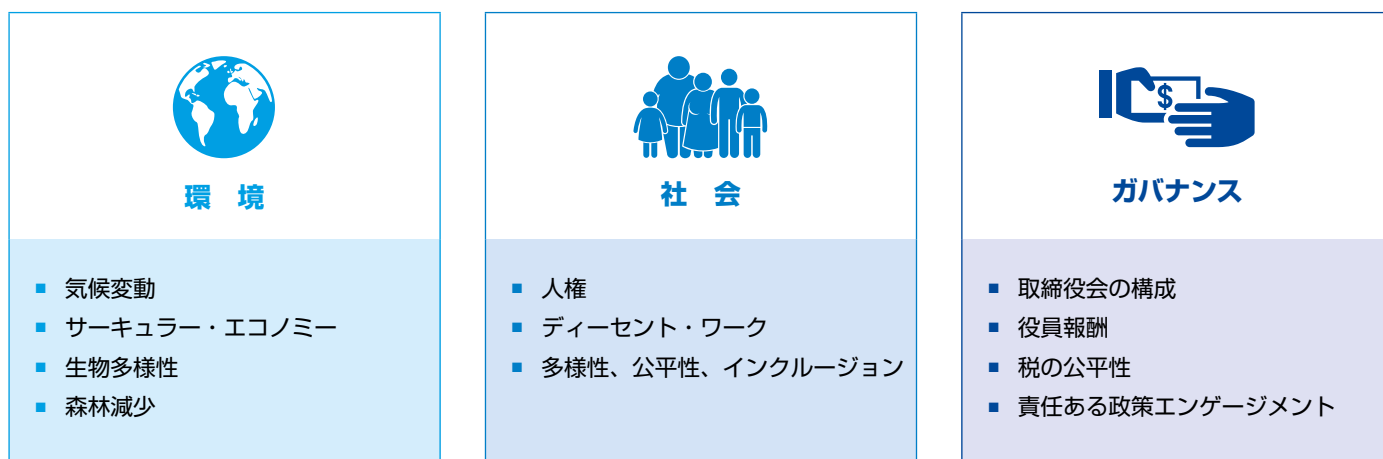 環 境
■ 気候変動
■ サーキュラー・エコノミー
■ 生物多様性
■ 森林減少
社 会
■ 人権
■ ディーセント・ワーク
■ 多様性、公平性、インクルージョン
$
ガバナンス
■ 取締役会の構成
■ 役員報酬
■ 税の公平性
■ 責任ある政策エンゲージメント